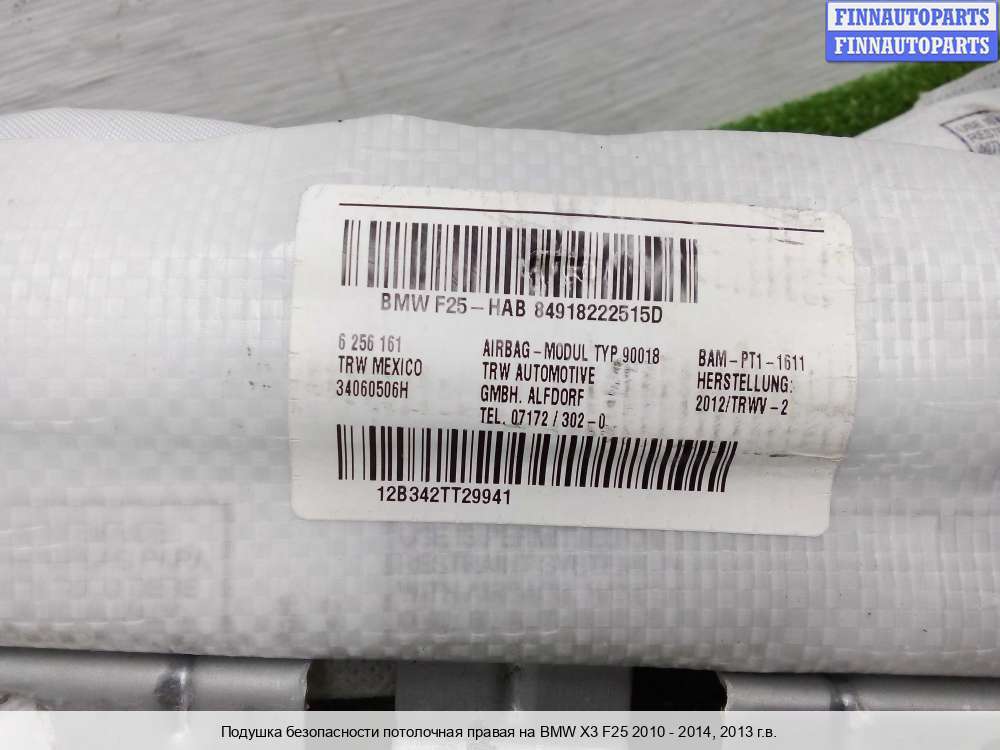 FINNAUTOPARTS
FINNAUTOPARTS
BMW F25-HAB 84918222515D
6 256 161
TRW MEXICO
34060506H
AIRBAG-MODUL TYP 90018
TRW AUTOMOTIVE
GMBH. ALFDORF
TEL. 07172 / 302-0
BAM-PT1-1611
HERSTELLUNG:
2012/TRWV-2
12B342TT29941
Подушка безопасности потолочная правая на BMW X3 F25 2010 - 2014, 2013 г.в.